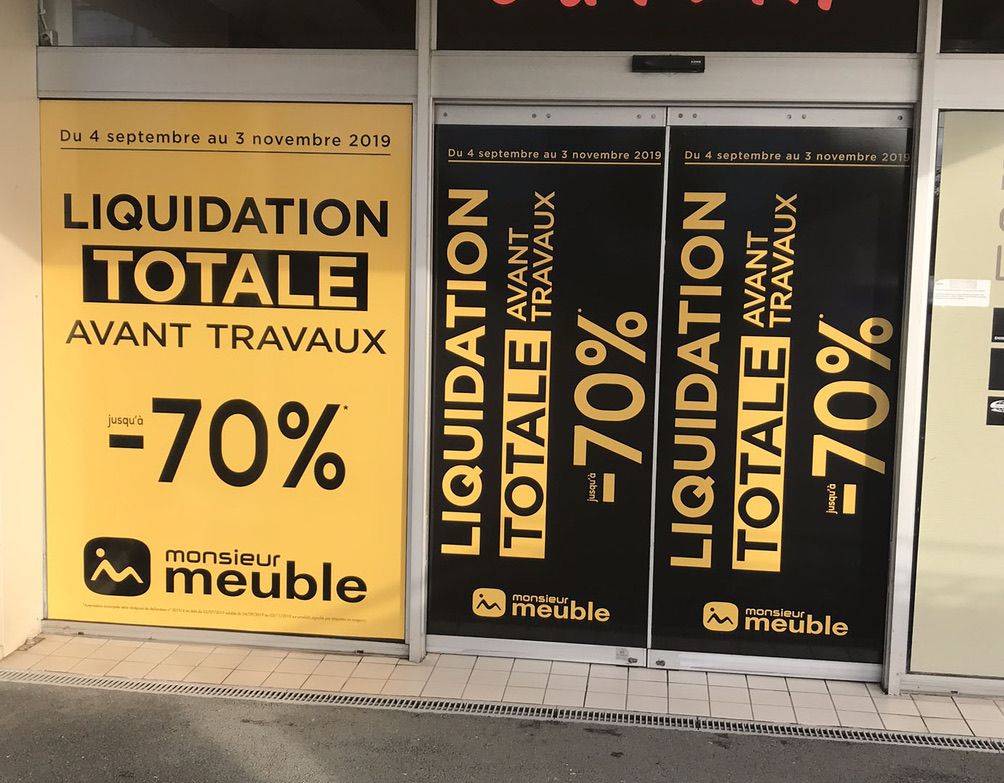 Du 4 septembre au 3 novembre 2019
LIQUIDATION
TOTALE
AVANT TRAVAUX
jusqu'à
-70%*
monsieur
meuble
Du 4 septembre au 3 novembre 2019
LIQUIDATION
TOTALE AVANT
TRAVAUX
jusqu'à
-70%*
monsieur
meuble
Du 4 septembre au 3 novembre 2019
LIQUIDATION
TOTALE AVANT
TRAVAUX
jusqu'à
-70%*
monsieur
meuble